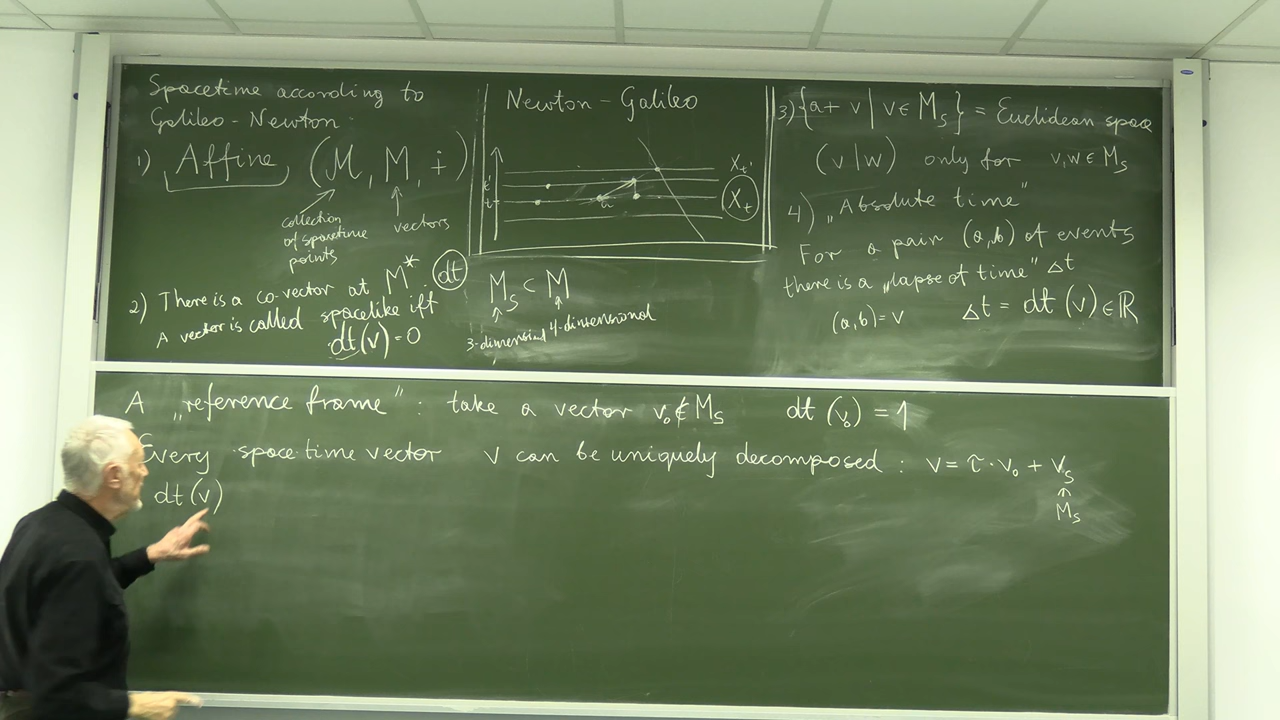 Spacetime according to
Galileo-Newton:
1) Affine (M, M, +)
collection
of spacetime
points
vectors
2) There is a co-vector at M* dt
A vector is called spacelike iff
dt(v)=0
Newton-Galileo
t'
t
u
X_t'
X_t
M_S ⊂ M
3-dimensional
4-dimensional
3) {a+ v | v∈M_S} = Euclidean space
(v|w) only for v,w∈M_S
4) „Absolute time"
For a pair (a,b) of events
there is a „lapse of time" Δt
(a,b)=v Δt = dt(v)∈ℝ
A „reference frame": take a vector v₀∉M_S dt(v₀)=1
Every spacetime vector v can be uniquely decomposed: v=τ·v₀+v_S
M_S
dt(v)